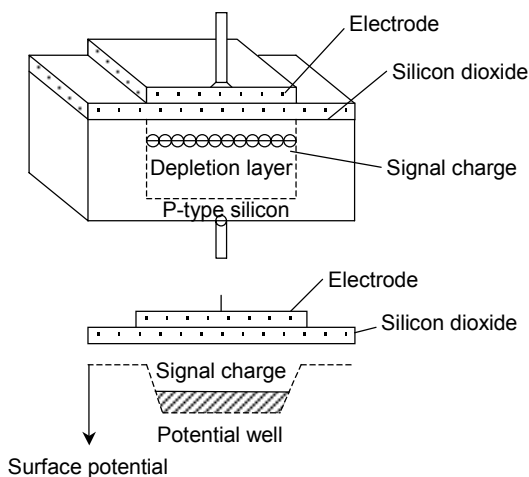 Electrode
Silicon dioxide
Signal charge
Depletion layer
P-type silicon
Electrode
Silicon dioxide
Signal charge
Potential well
Surface potential